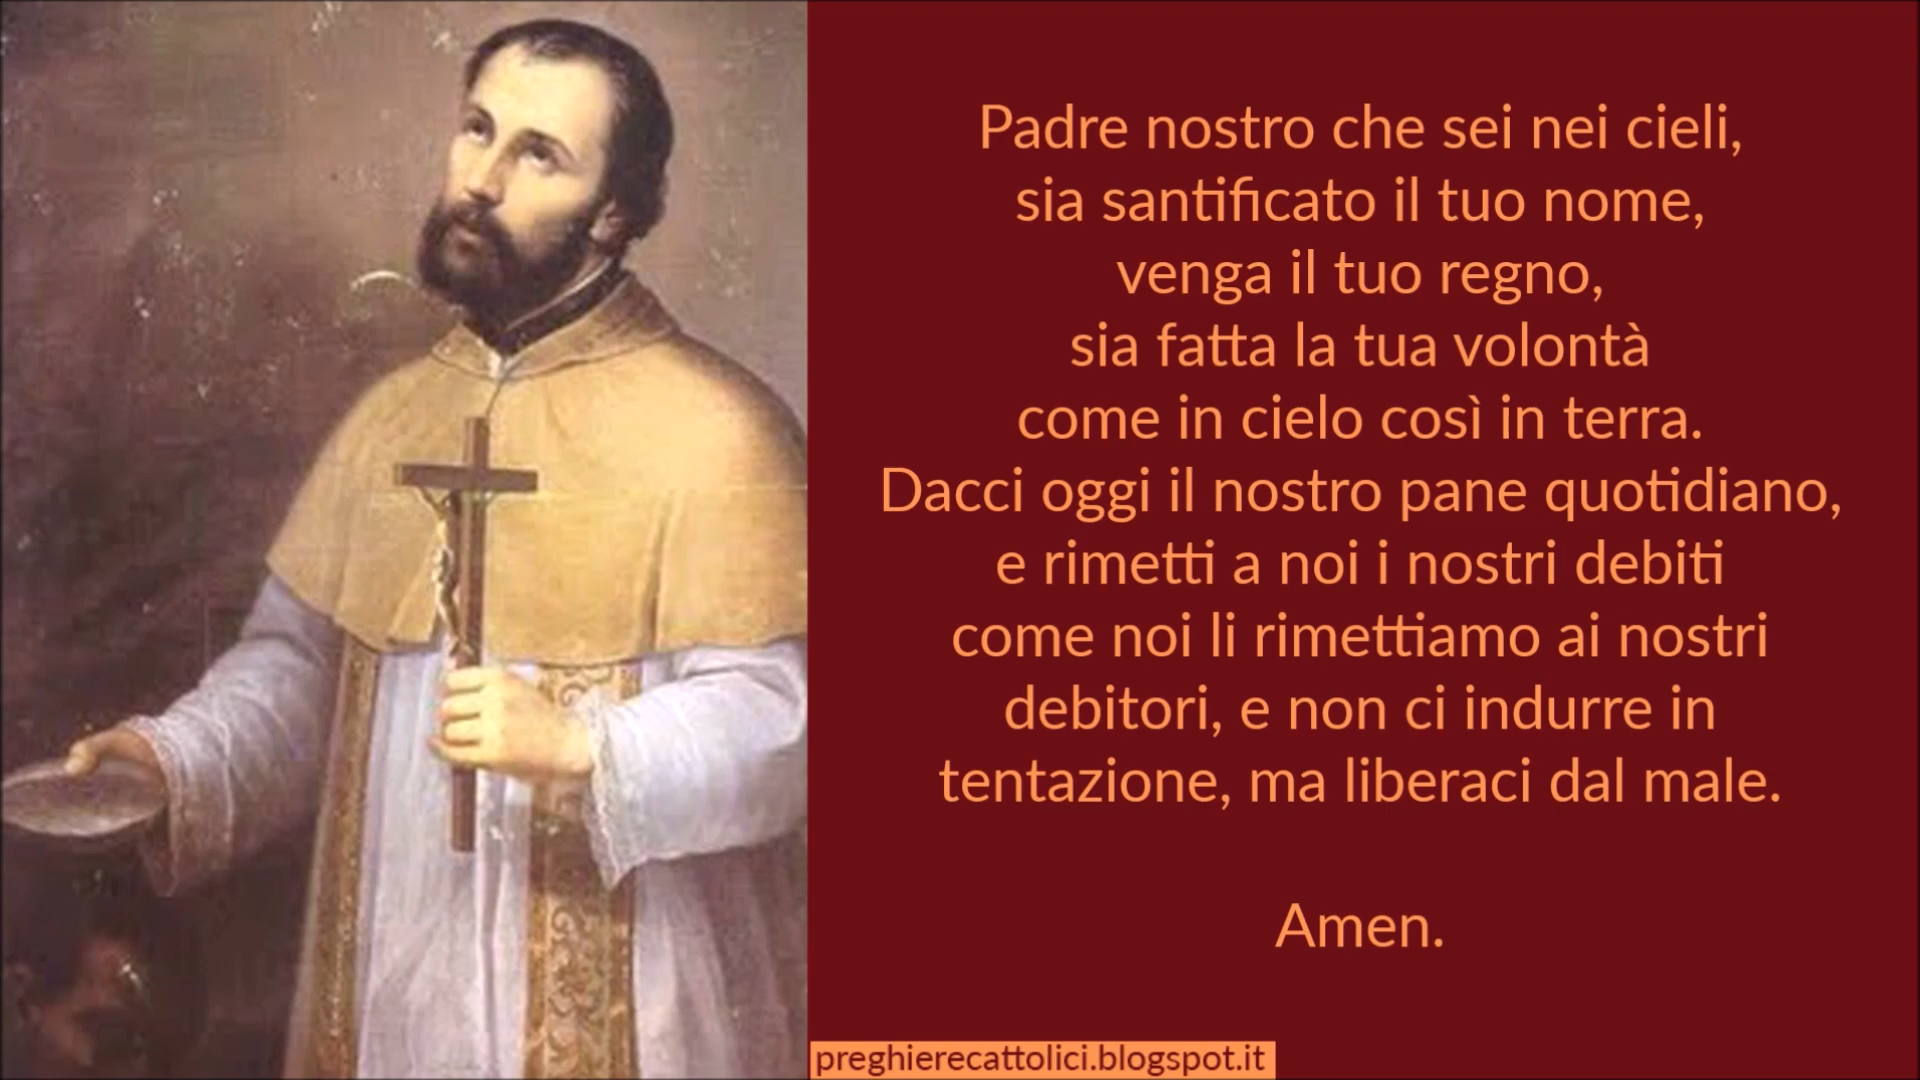 Padre nostro che sei nei cieli,
sia santificato il tuo nome,
venga il tuo regno,
sia fatta la tua volontà
come in cielo così in terra.
Dacci oggi il nostro pane quotidiano,
e rimetti a noi i nostri debiti
come noi li rimettiamo ai nostri
debitori, e non ci indurre in
tentazione, ma liberaci dal male.
Amen.
preghierecattolici.blogspot.it